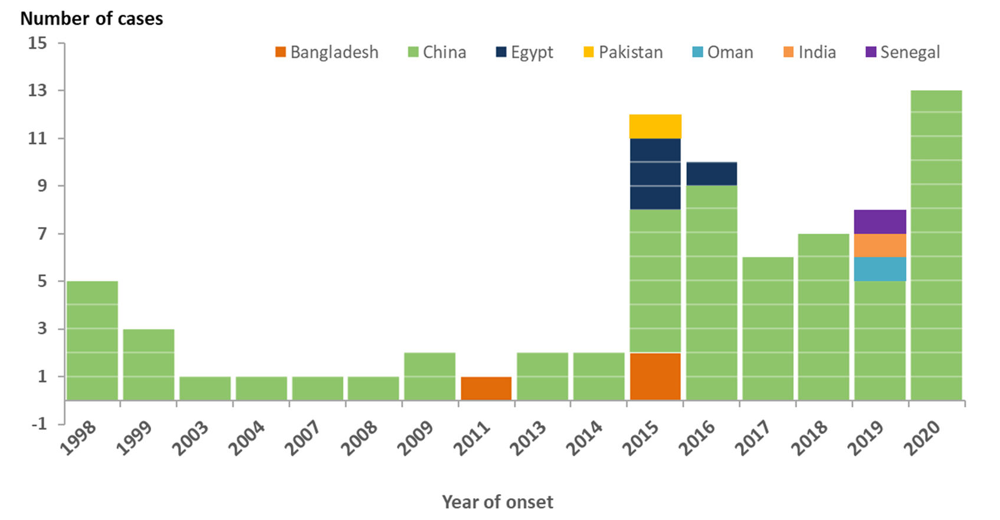 Number of cases
15
Bangladesh China Egypt Pakistan Oman India Senegal
13
11
9
7
5
3
1
-1
1998 1999 2003 2004 2007 2008 2009 2011 2013 2014 2015 2016 2017 2018 2019 2020
Year of onset